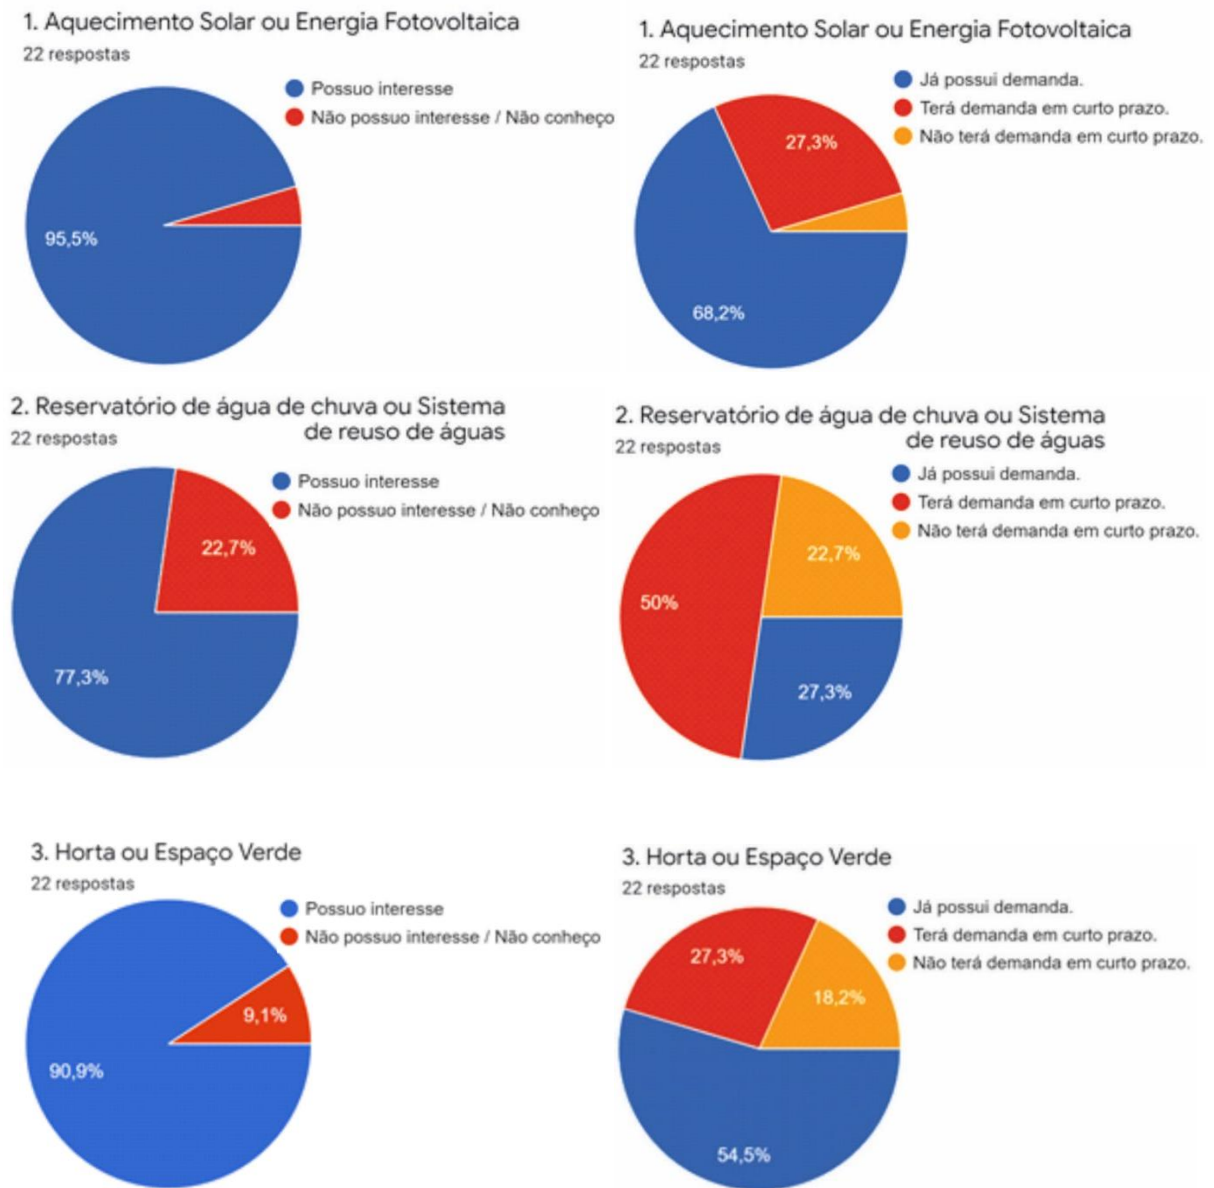 1. Aquecimento Solar ou Energia Fotovoltaica
22 respostas
Possuo interesse
Não possuo interesse / Não conheço
95,5%
1. Aquecimento Solar ou Energia Fotovoltaica
22 respostas
Já possui demanda.
Terá demanda em curto prazo.
Não terá demanda em curto prazo.
27,3%
68,2%
2. Reservatório de água de chuva ou Sistema
de reuso de águas
22 respostas
Possuo interesse
Não possuo interesse / Não conheço
22,7%
77,3%
2. Reservatório de água de chuva ou Sistema
de reuso de águas
22 respostas
Já possui demanda.
Terá demanda em curto prazo.
Não terá demanda em curto prazo.
22,7%
50%
27,3%
3. Horta ou Espaço Verde
22 respostas
Possuo interesse
Não possuo interesse / Não conheço
9,1%
90,9%
3. Horta ou Espaço Verde
22 respostas
Já possui demanda.
Terá demanda em curto prazo.
Não terá demanda em curto prazo.
27,3%
18,2%
54,5%